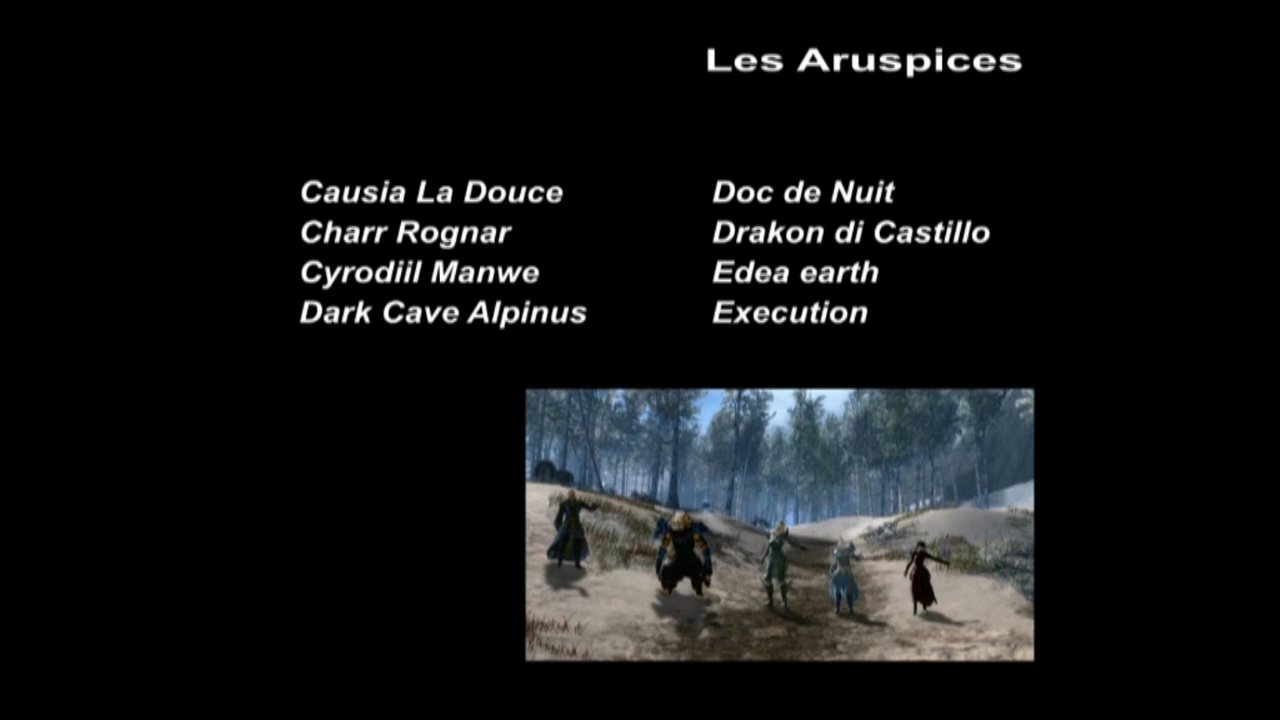 Les Aruspices
Causia La Douce
Charr Rognar
Cyrodiil Manwe
Dark Cave Alpinus
Doc de Nuit
Drakon di Castillo
Edea earth
Execution